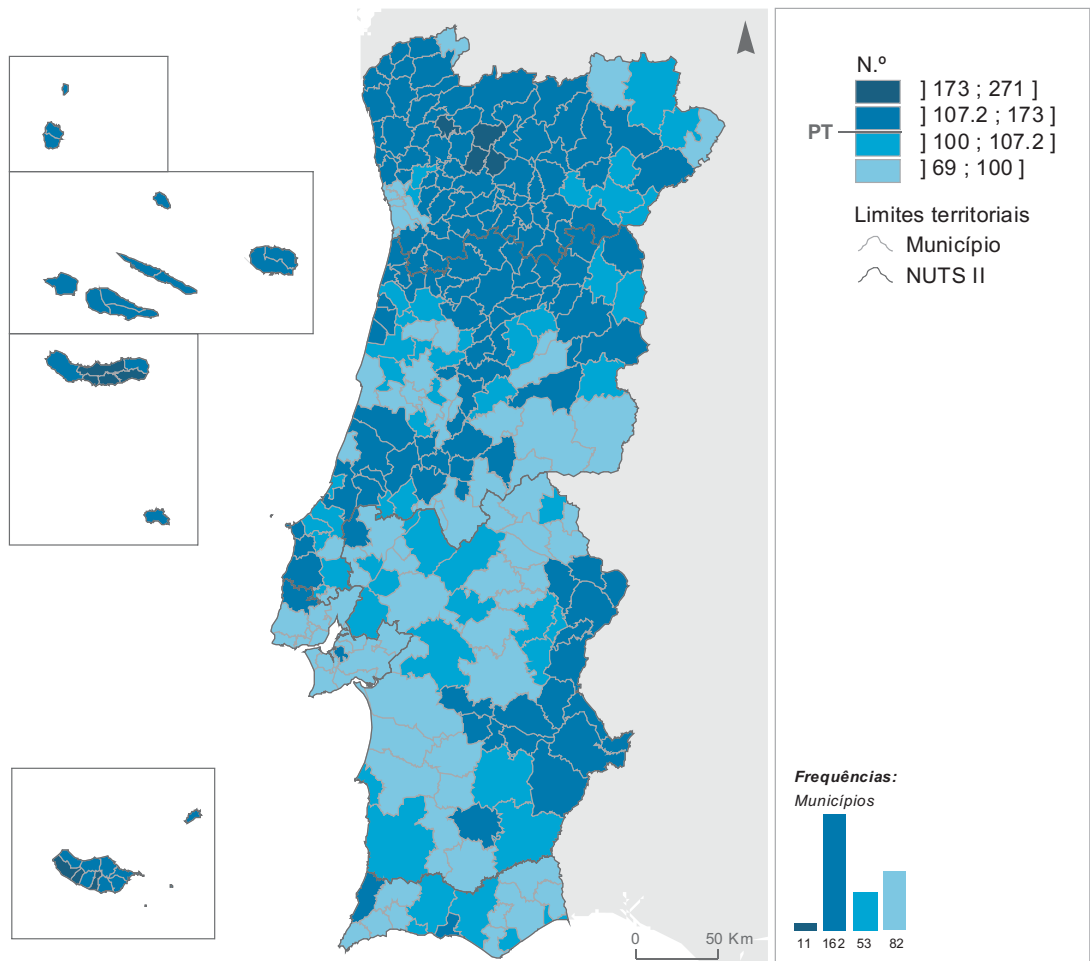 N.º
] 173 ; 271 ]
] 107.2 ; 173 ]
PT
] 100 ; 107.2 ]
] 69 ; 100 ]
Limites territoriais
Município
NUTS II
Frequências:
Municípios
11 162 53 82
0 50 Km